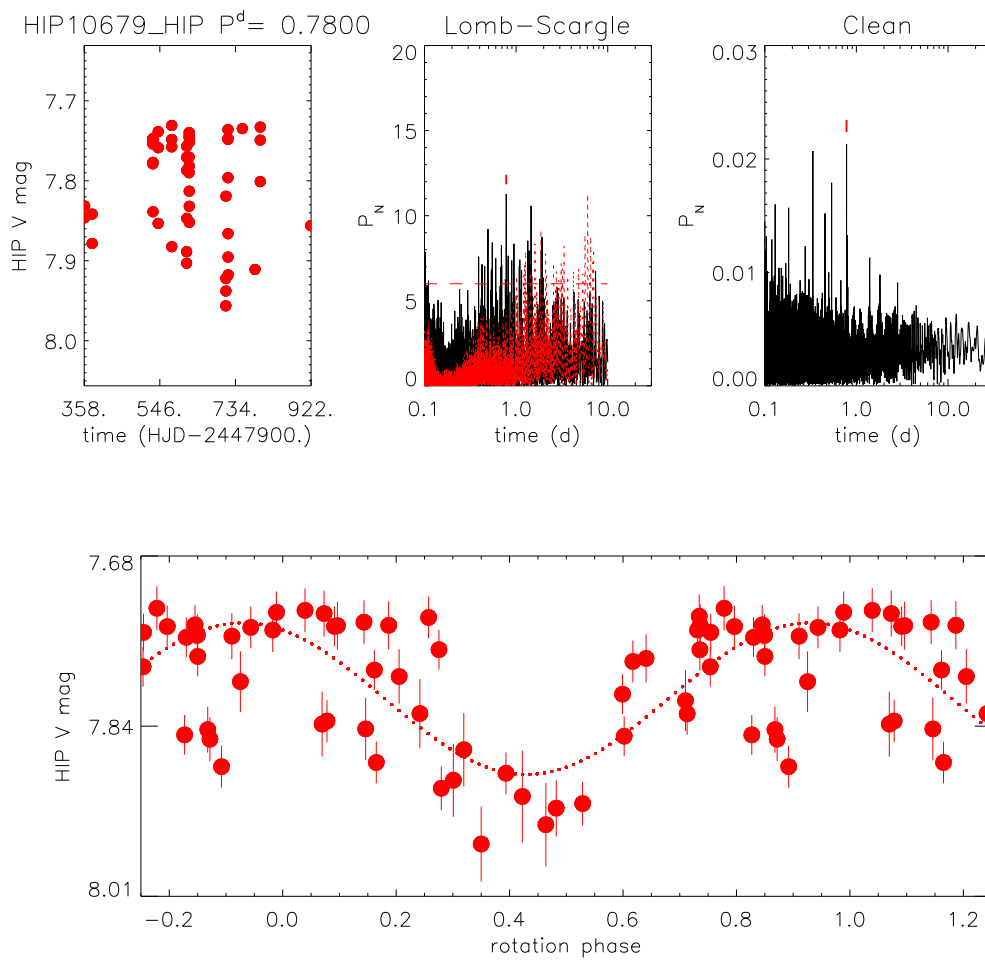 HIP10679_HIP P^d= 0.7800
Lomb-Scargle
Clean
HIP V mag
7.7
7.8
7.9
8.0
358. 546. 734. 922.
time (HJD-2447900.)
P_N
20
15
10
5
0
0.1 1.0 10.0
time (d)
P_N
0.03
0.02
0.01
0.00
0.1 1.0 10.0
time (d)
HIP V mag
7.68
7.84
8.01
-0.2 0.0 0.2 0.4 0.6 0.8 1.0 1.2
rotation phase